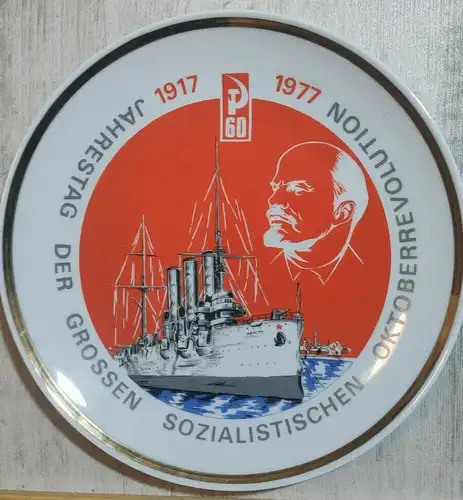 1917 1977
60
JAHRESTAG DER GROSSEN SOZIALISTISCHEN OKTOBERREVOLUTION